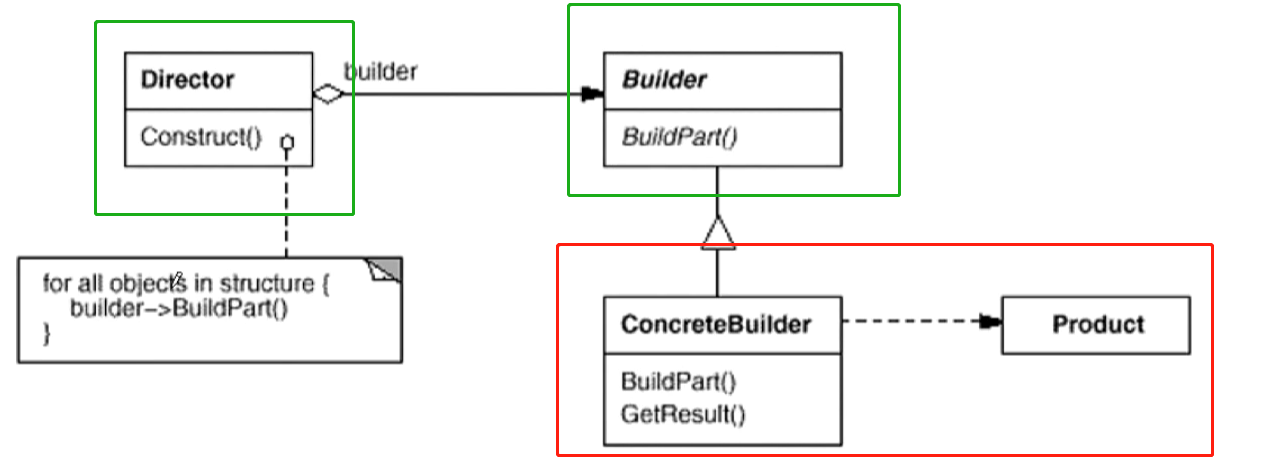 Director
Construct()
builder
Builder
BuildPart()
for all objects in structure {
builder->BuildPart()
}
ConcreteBuilder
BuildPart()
GetResult()
Product